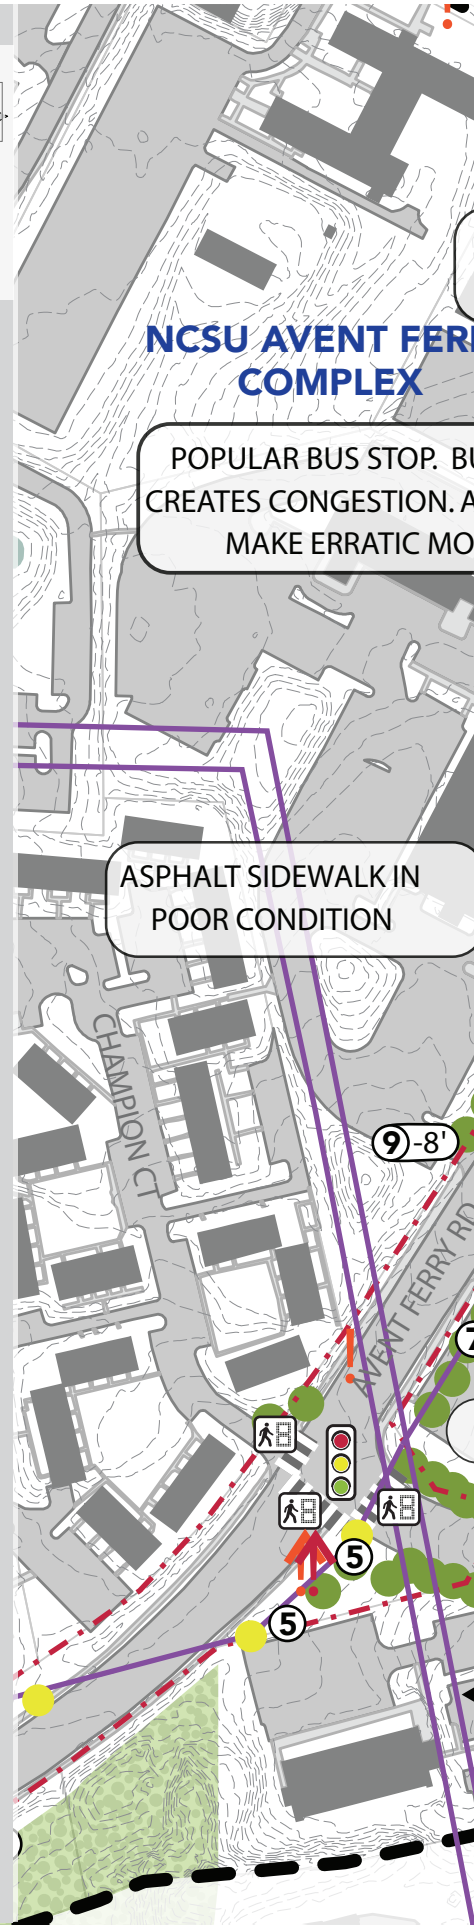 NCSU AVENT FERR
COMPLEX
POPULAR BUS STOP. BU
CREATES CONGESTION. A
MAKE ERRATIC MO
ASPHALT SIDEWALK IN
POOR CONDITION
CHAMPION CT
9-8'
AVENT FERRY RD
7
5
5